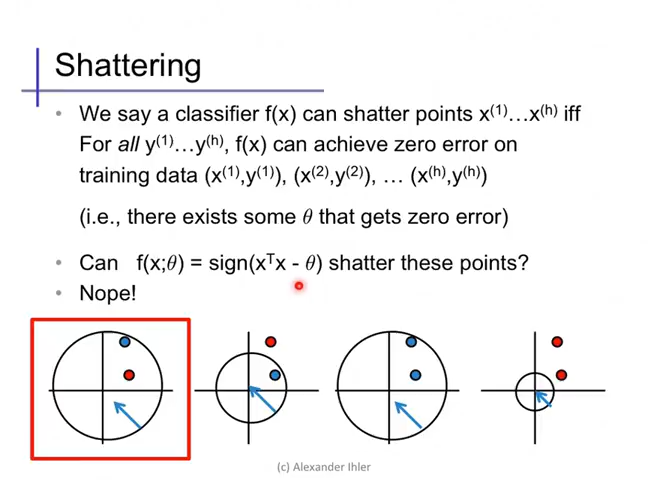 Shattering
• We say a classifier f(x) can shatter points x⁽¹⁾…x⁽ʰ⁾ iff
For all y⁽¹⁾…y⁽ʰ⁾, f(x) can achieve zero error on
training data (x⁽¹⁾,y⁽¹⁾), (x⁽²⁾,y⁽²⁾), … (x⁽ʰ⁾,y⁽ʰ⁾)
(i.e., there exists some θ that gets zero error)
• Can f(x;θ) = sign(xᵀx - θ) shatter these points?
• Nope!
(c) Alexander Ihler